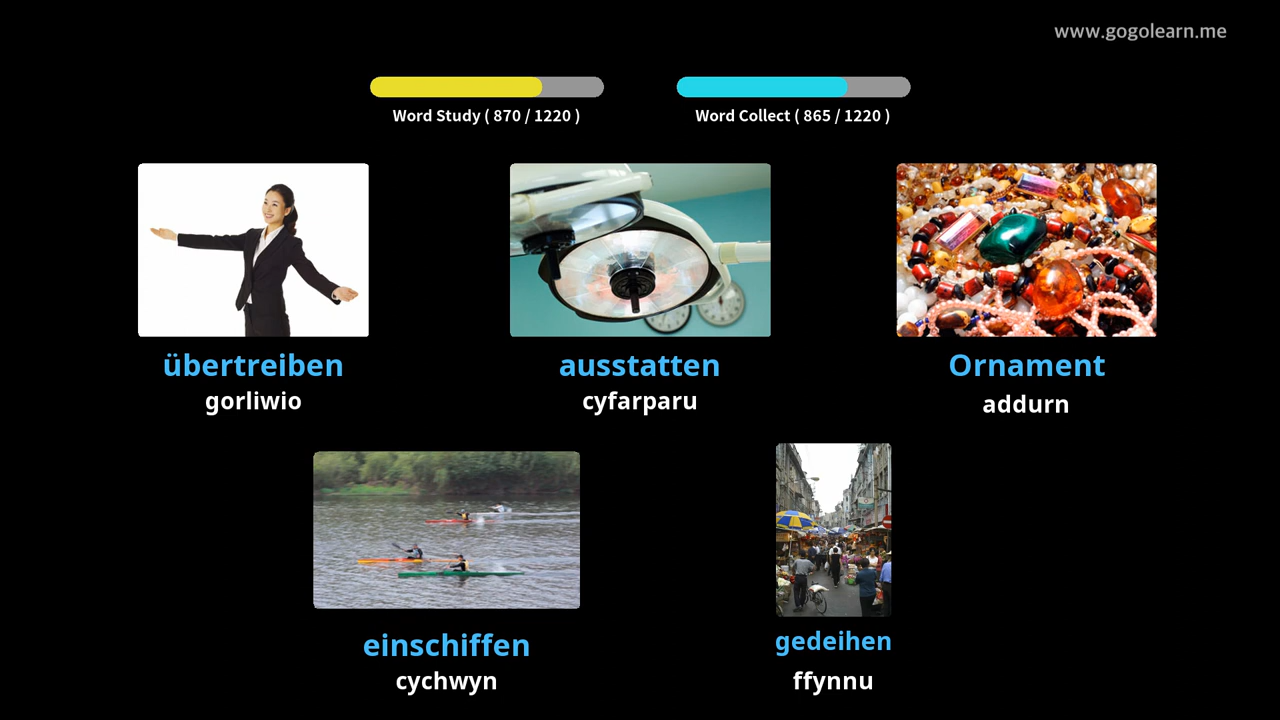 www.gogolearn.me
Word Study ( 870 / 1220 )
Word Collect ( 865 / 1220 )
übertreiben
gorliwio
ausstatten
cyfarparu
Ornament
addurn
einschiffen
cychwyn
gedeihen
ffynnu